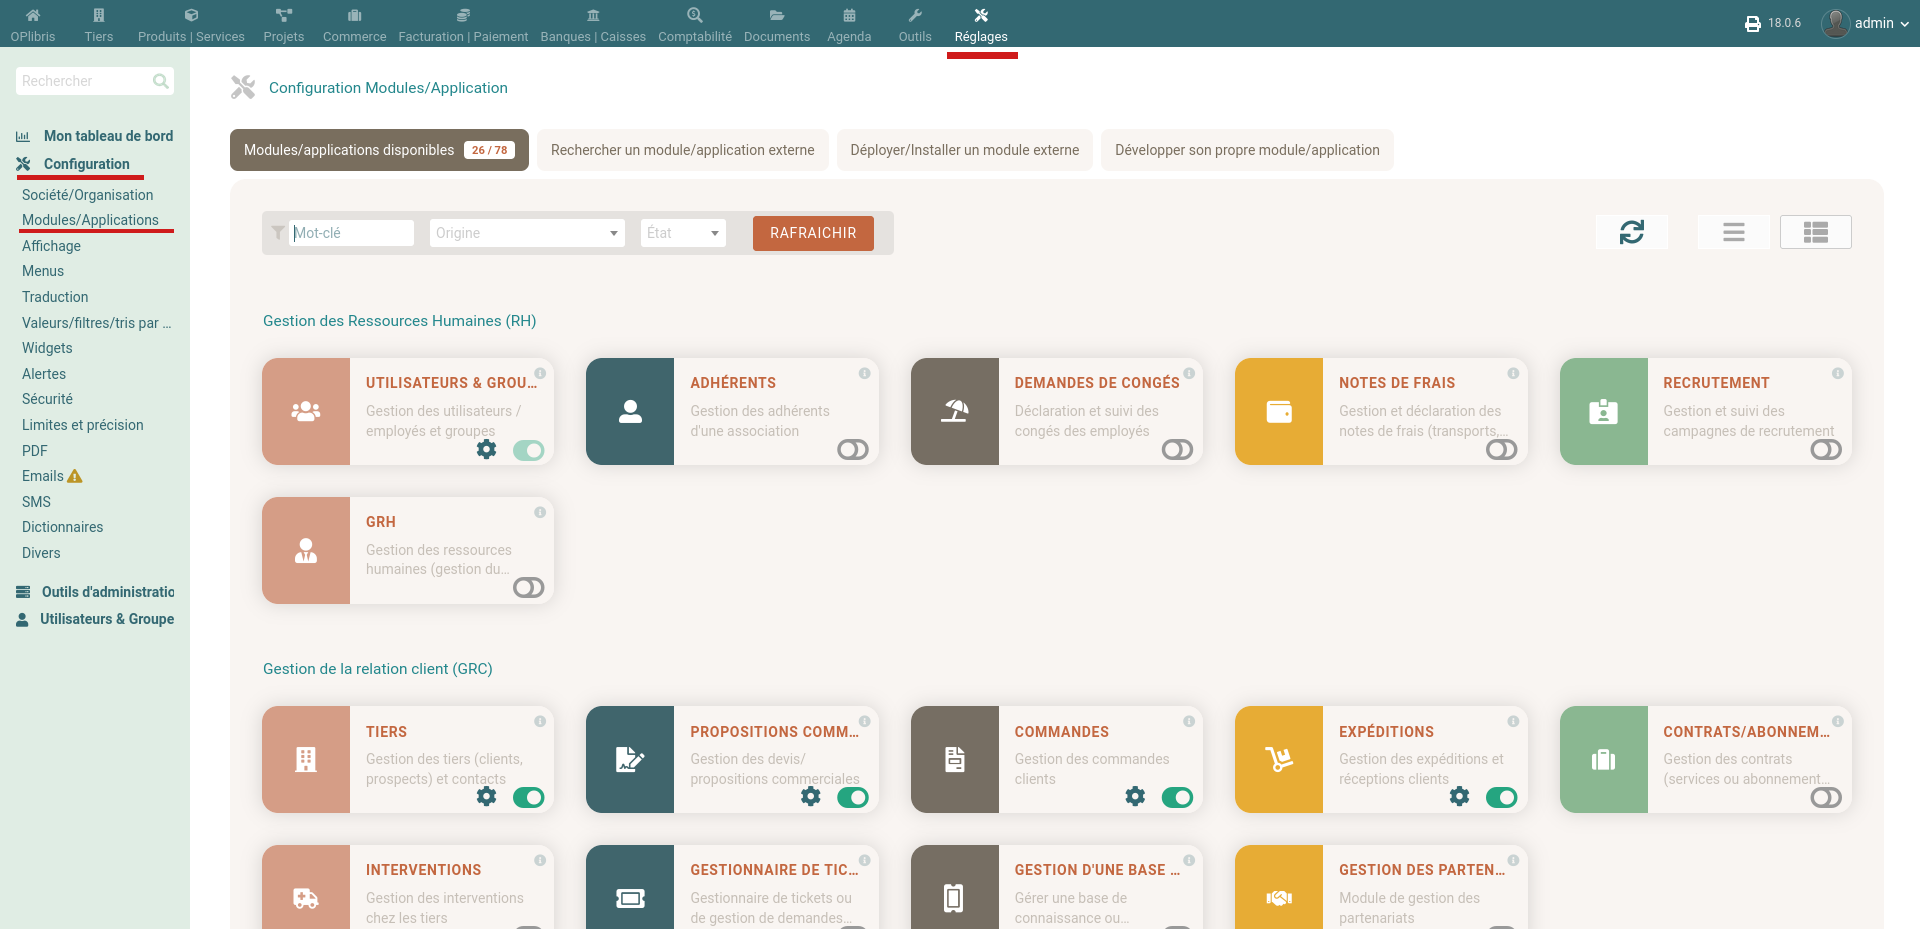 OPlibris Tiers Produits | Services Projets Commerce Facturation | Paiement Banques | Caisses Comptabilité Documents Agenda Outils Réglages 18.0.6 admin
Rechercher
Mon tableau de bord
Configuration
Société/Organisation
Modules/Applications
Affichage
Menus
Traduction
Valeurs/filtres/tris par ...
Widgets
Alertes
Sécurité
Limites et précision
PDF
Emails
SMS
Dictionnaires
Divers
Outils d'administratio
Utilisateurs & Groupe
Configuration Modules/Application
Modules/applications disponibles 26 / 78 Rechercher un module/application externe Déployer/Installer un module externe Développer son propre module/application
Mot-clé Origine État RAFRAICHIR
Gestion des Ressources Humaines (RH)
UTILISATEURS & GROU...
Gestion des utilisateurs /
employés et groupes
ADHÉRENTS
Gestion des adhérents
d'une association
DEMANDES DE CONGÉS
Déclaration et suivi des
congés des employés
NOTES DE FRAIS
Gestion et déclaration des
notes de frais (transports,...
RECRUTEMENT
Gestion et suivi des
campagnes de recrutement
GRH
Gestion des ressources
humaines (gestion du...
Gestion de la relation client (GRC)
TIERS
Gestion des tiers (clients,
prospects) et contacts
PROPOSITIONS COMM...
Gestion des devis/
propositions commerciales
COMMANDES
Gestion des commandes
clients
EXPÉDITIONS
Gestion des expéditions et
réceptions clients
CONTRATS/ABONNEM...
Gestion des contrats
(services ou abonnement...
INTERVENTIONS
Gestion des interventions
chez les tiers
GESTIONNAIRE DE TIC...
Gestionnaire de tickets ou
de gestion de demandes...
GESTION D'UNE BASE ...
Gérer une base de
connaissance ou...
GESTION DES PARTEN...
Module de gestion des
partenariats